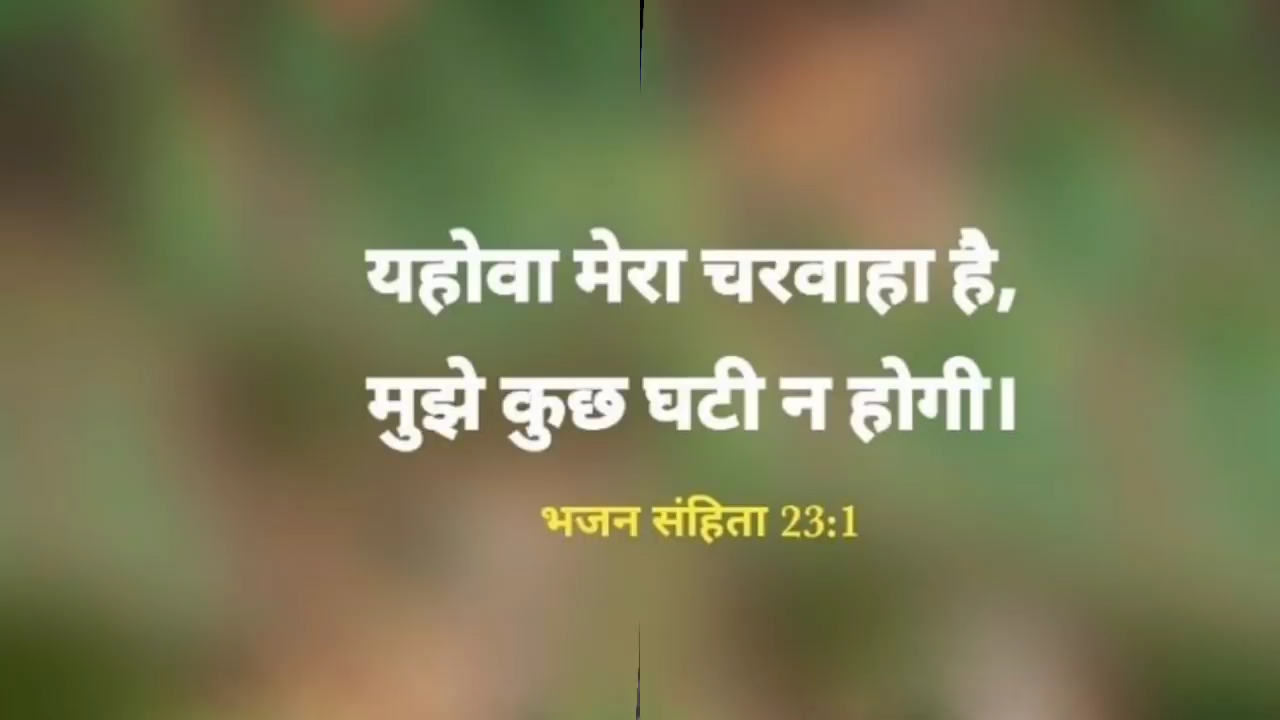 यहोवा मेरा चरवाहा है,
मुझे कुछ घटी न होगी।
भजन संहिता 23:1